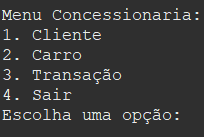 Menu Concessionaria:
1. Cliente
2. Carro
3. Transação
4. Sair
Escolha uma opção: